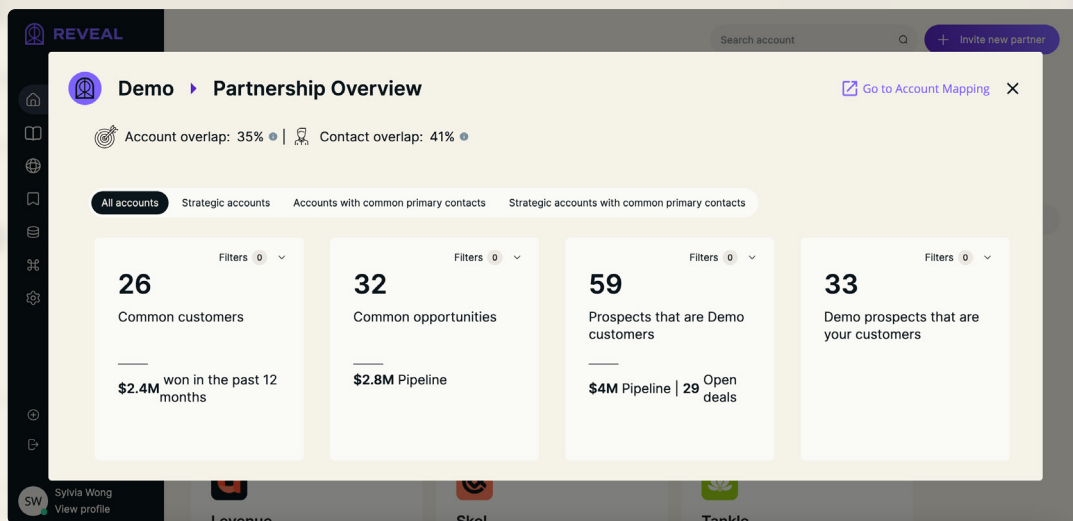 REVEAL
Search account
+ Invite new partner
Demo Partnership Overview
Go to Account Mapping
Account overlap: 35% | Contact overlap: 41%
All accounts Strategic accounts Accounts with common primary contacts Strategic accounts with common primary contacts
Filters 0
26
Common customers
$2.4M won in the past 12
months
Filters 0
32
Common opportunities
$2.8M Pipeline
Filters 0
59
Prospects that are Demo
customers
$4M Pipeline | 29 Open
deals
Filters 0
33
Demo prospects that are
your customers
SW
Sylvia Wong
View profile
Skel
Tankle